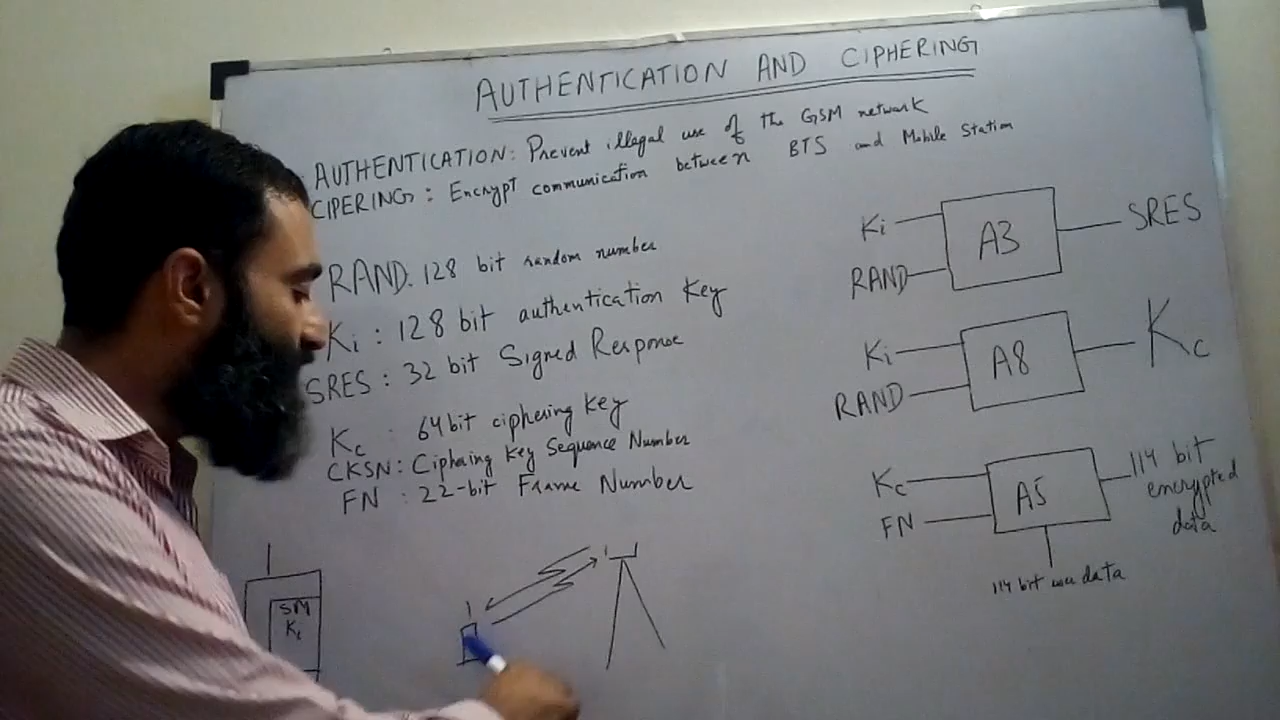 AUTHENTICATION AND CIPHERING
AUTHENTICATION: Prevent illegal use of the GSM network
CIPERING: Encrypt communication between BTS and Mobile Station
RAND: 128 bit random number
Ki: 128 bit authentication Key
SRES: 32 bit Signed Response
Kc: 64 bit ciphering key
CKSN: Ciphering Key Sequence Number
FN: 22-bit Frame Number
Ki
RAND
A3
SRES
Ki
RAND
A8
Kc
Kc
FN
A5
114 bit
encrypted
data
114 bit user data
SIM
Ki